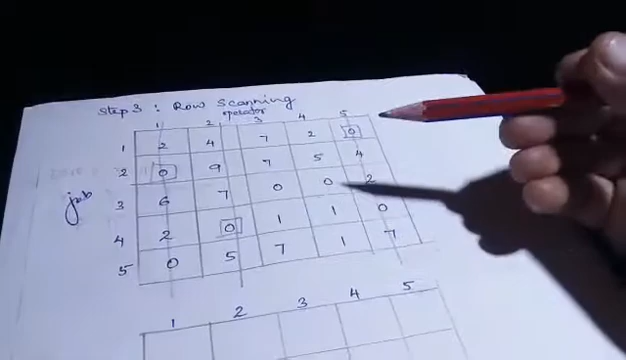 Step 3 : Row Scanning
operator
1 2 3 4 5
1 2 4 7 2 0
2 0 9 7 5 4
job
3 6 7 0 0 2
4 2 0 1 1 0
5 0 5 7 1 7
1 2 3 4 5